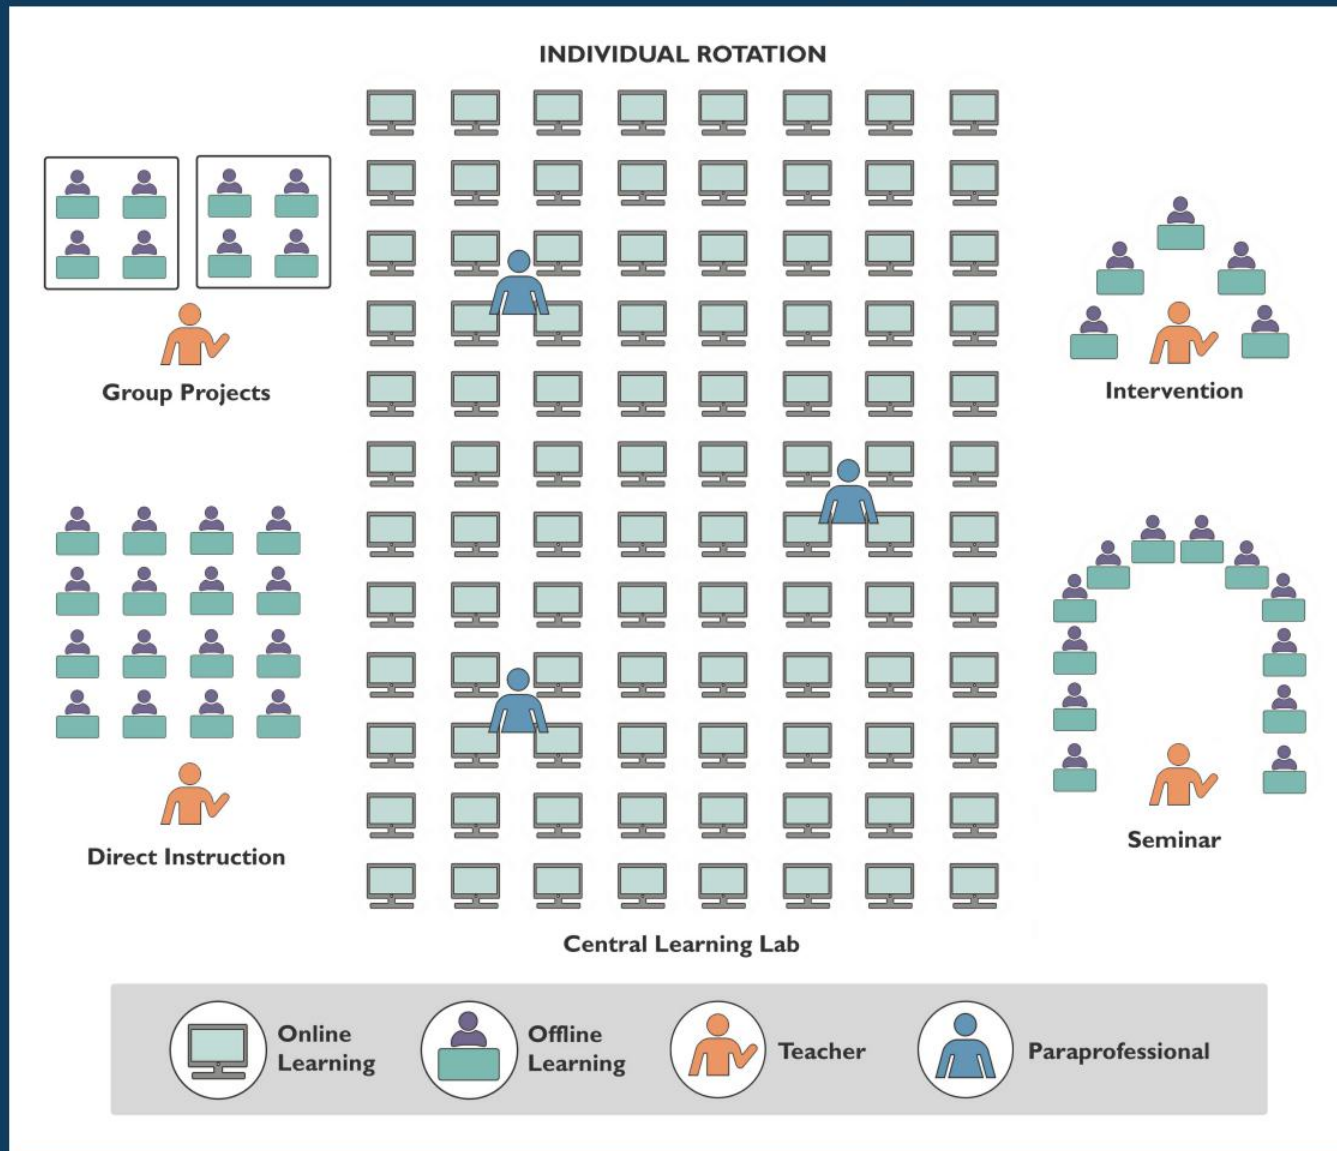 INDIVIDUAL ROTATION
Group Projects
Intervention
Direct Instruction
Seminar
Central Learning Lab
Online
Learning
Offline
Learning
Teacher
Paraprofessional